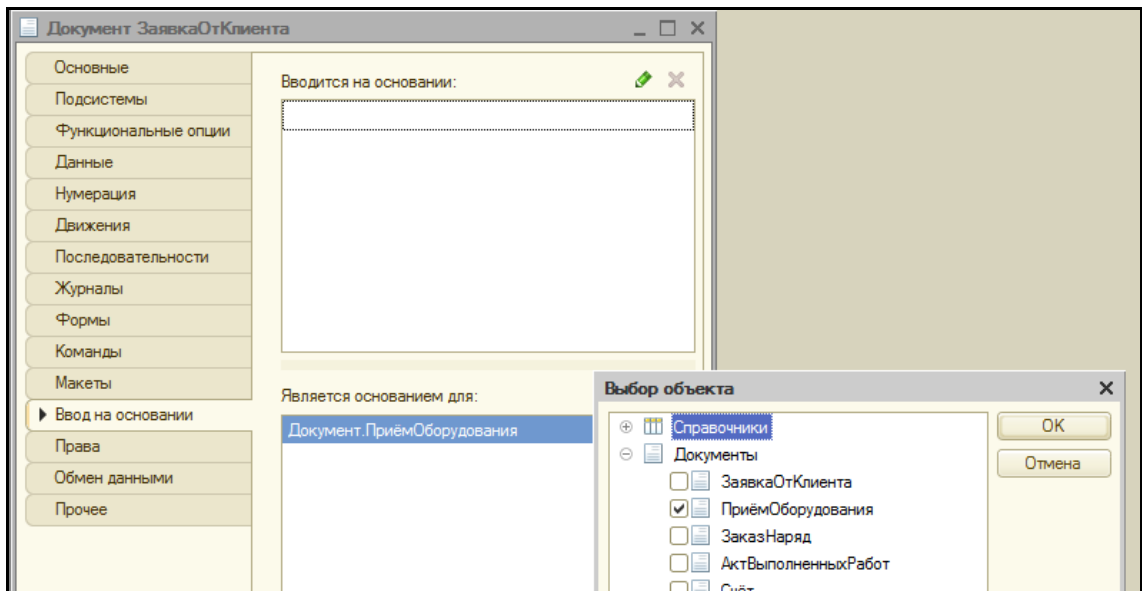 Документ ЗаявкаОтКлиента
Основные
Подсистемы
Функциональные опции
Данные
Нумерация
Движения
Последовательности
Журналы
Формы
Команды
Макеты
Ввод на основании
Права
Обмен данными
Прочее
Вводится на основании:
Является основанием для:
Документ.ПриёмОборудования
Выбор объекта
Справочники
Документы
ЗаявкаОтКлиента
ПриёмОборудования
ЗаказНаряд
АктВыполненныхРабот
Счёт
OK
Отмена